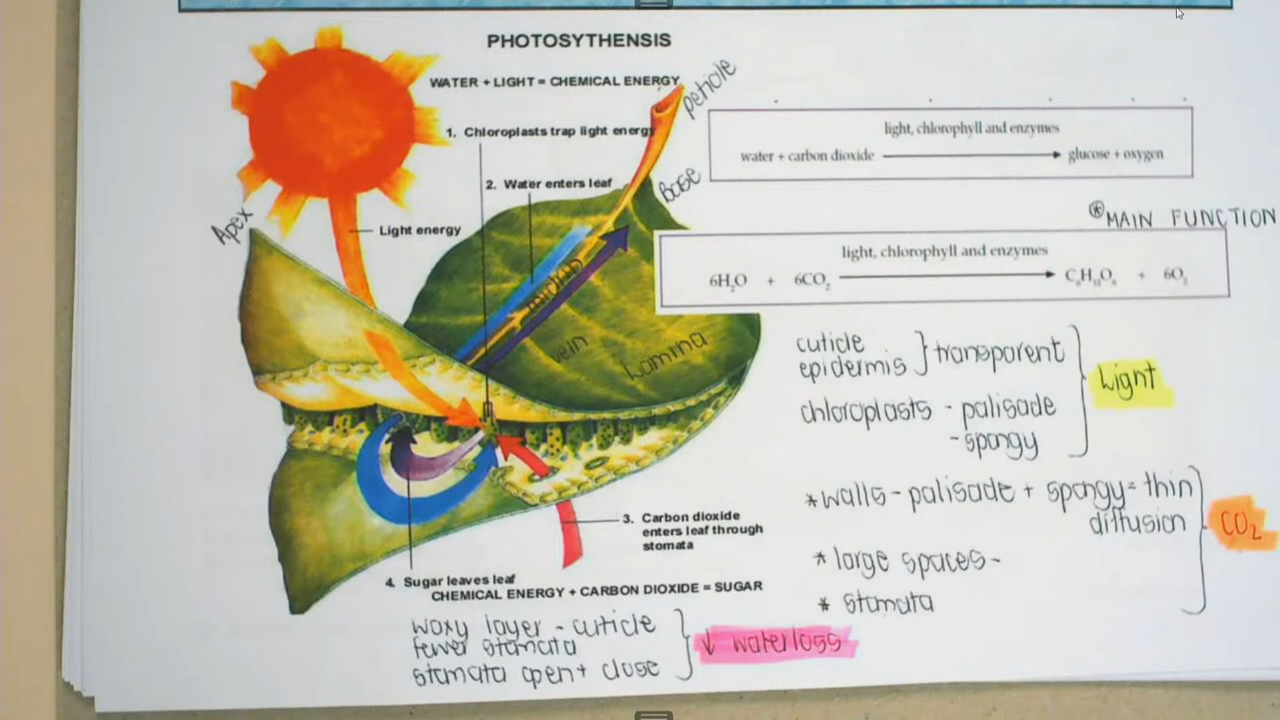 PHOTOSYTHENSIS
WATER + LIGHT = CHEMICAL ENERGY
petiole
1. Chloroplasts trap light energy
2. Water enters leaf
Base
Apex
Light energy
midrib
vein
Lamina
light, chlorophyll and enzymes
water + carbon dioxide → glucose + oxygen
* MAIN FUNCTION
light, chlorophyll and enzymes
6H₂O + 6CO₂ → C₆H₁₂O₆ + 6O₂
cuticle
epidermis } transparent
Light
chloroplasts - palisade
- spongy
* walls - palisade + spongy = thin
diffusion
CO₂
* large spaces -
* stomata
3. Carbon dioxide
enters leaf through
stomata
4. Sugar leaves leaf
CHEMICAL ENERGY + CARBON DIOXIDE = SUGAR
waxy layer - cuticle
fewer stomata
stomata open + close
↓ water loss